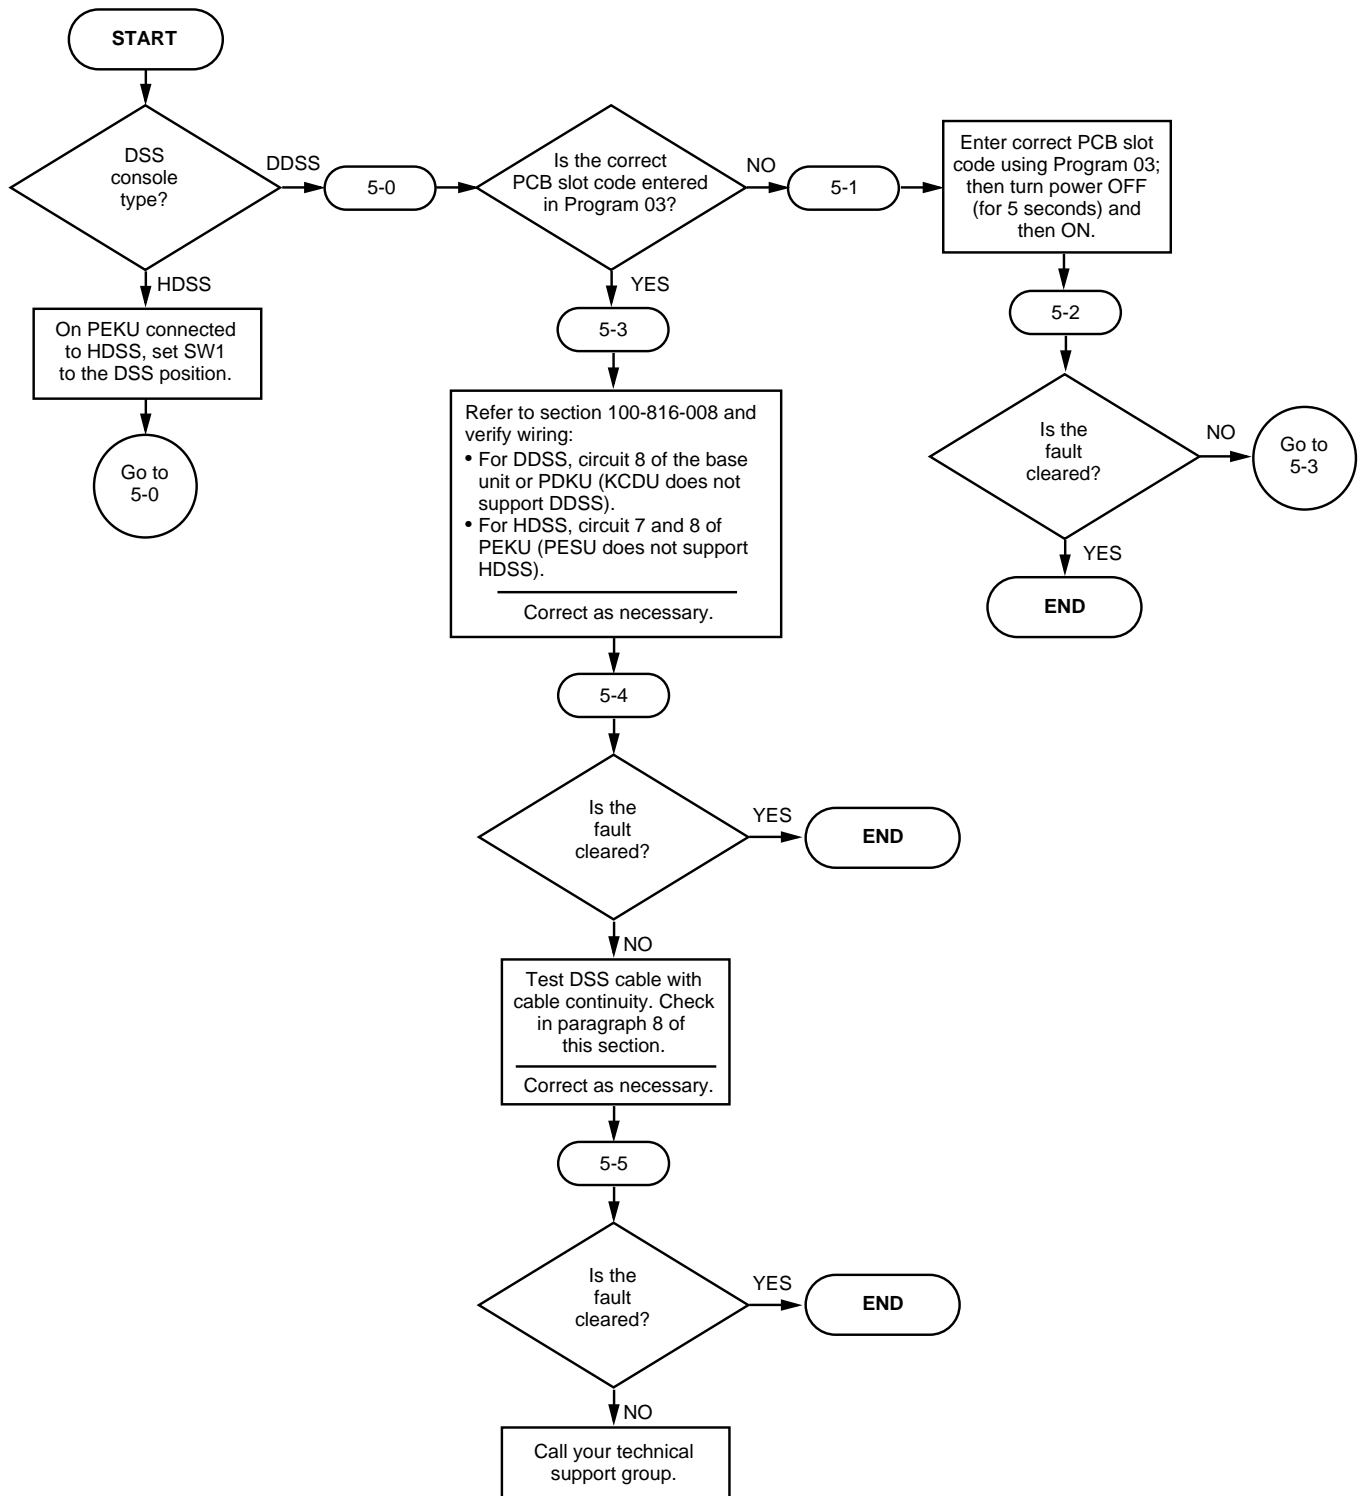 START
DSS
console
type?
DDSS
5-0
Is the correct
PCB slot code entered
in Program 03?
NO
5-1
Enter correct PCB slot
code using Program 03;
then turn power OFF
(for 5 seconds) and
then ON.
HDSS
On PEKU connected
to HDSS, set SW1
to the DSS position.
Go to
5-0
YES
5-3
Refer to section 100-816-008 and
verify wiring:
• For DDSS, circuit 8 of the base
unit or PDKU (KCDU does not
support DDSS).
• For HDSS, circuit 7 and 8 of
PEKU (PESU does not support
HDSS).
Correct as necessary.
5-2
Is the
fault
cleared?
NO
Go to
5-3
YES
END
5-4
Is the
fault
cleared?
YES
END
NO
Test DSS cable with
cable continuity. Check
in paragraph 8 of
this section.
Correct as necessary.
5-5
Is the
fault
cleared?
YES
END
NO
Call your technical
support group.